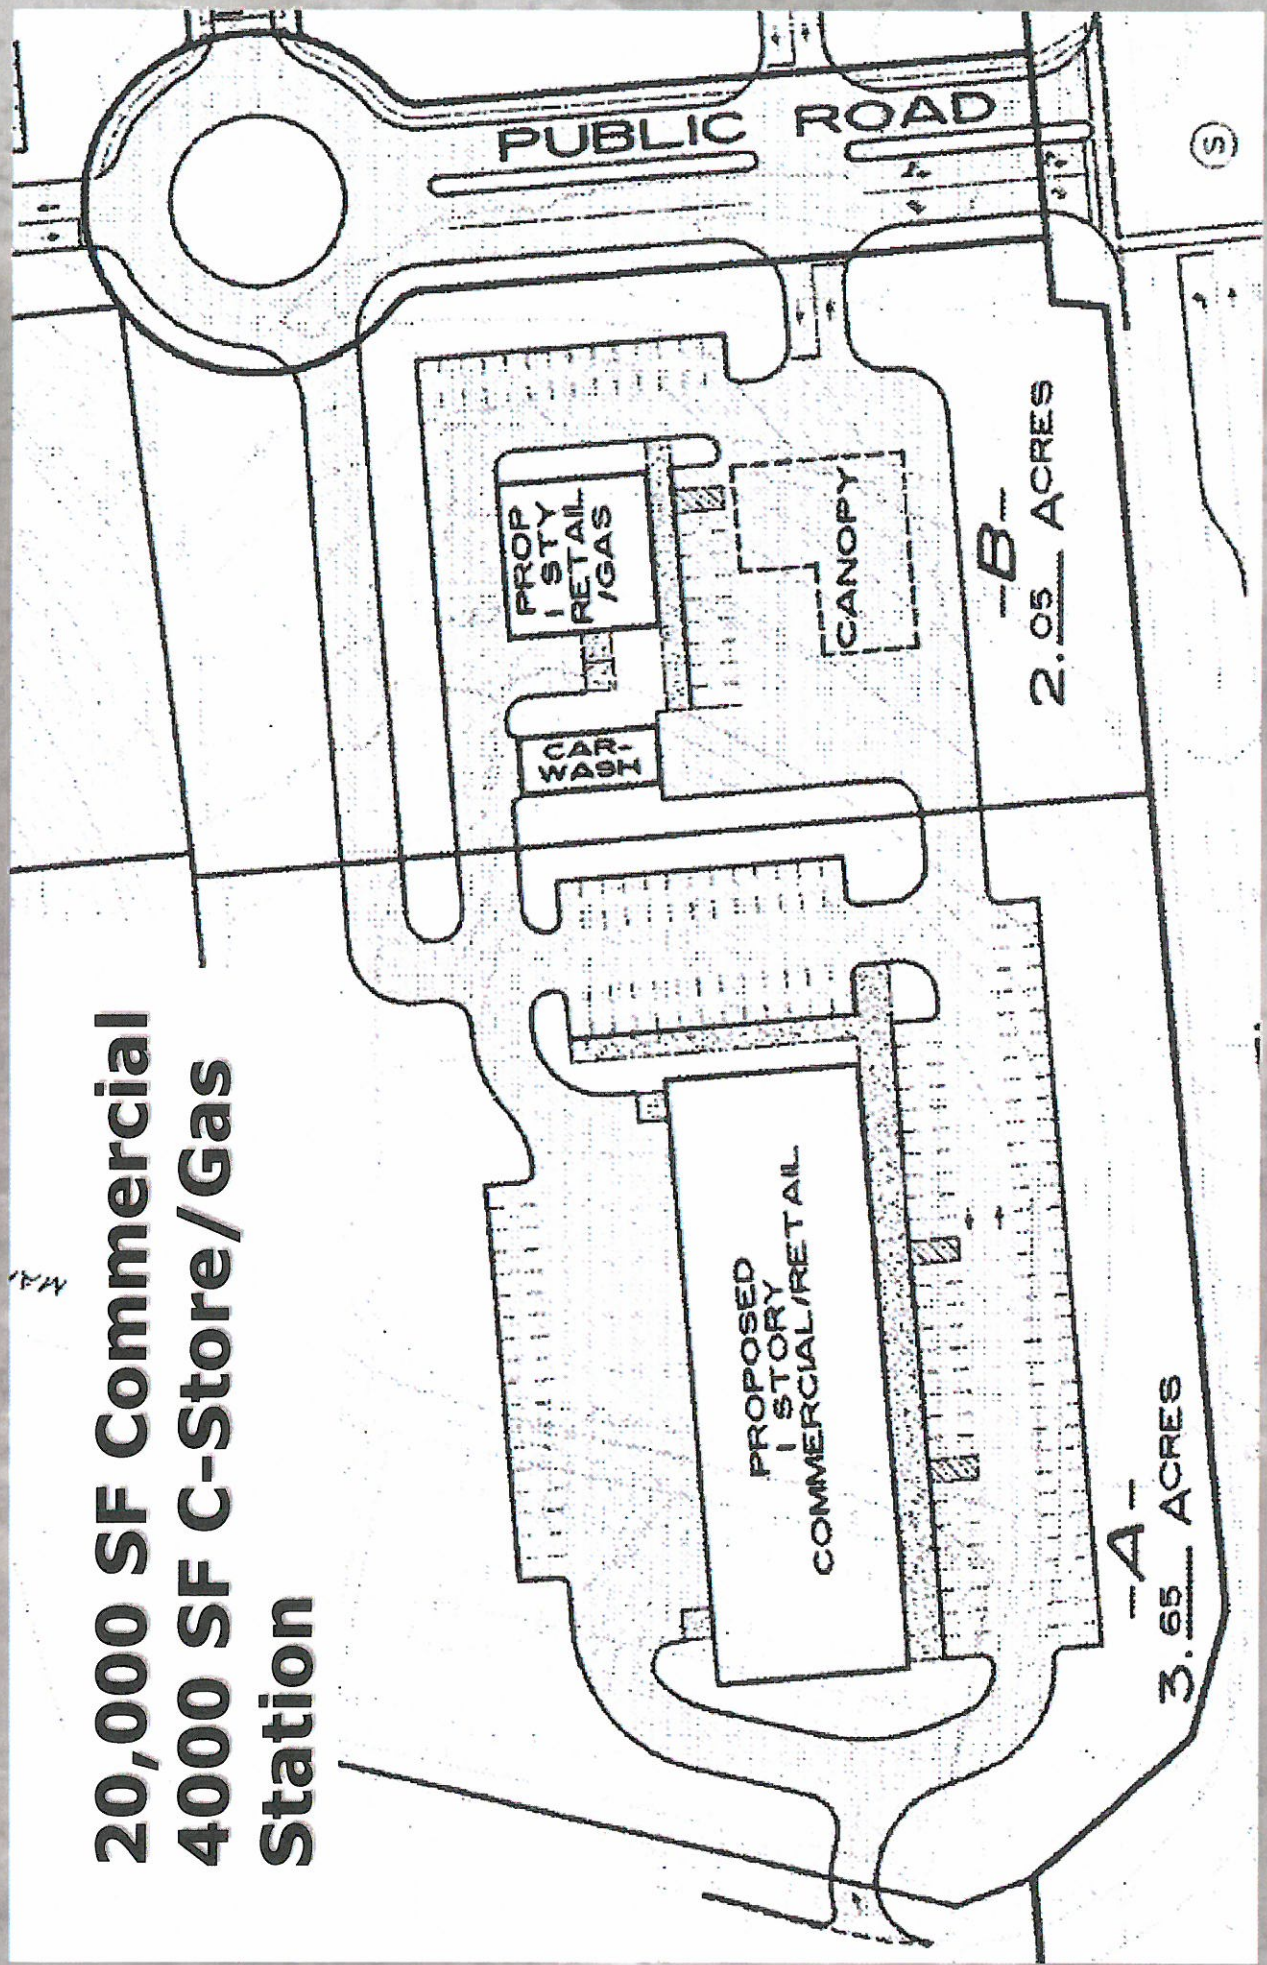 20,000 SF Commercial
4000 SF C-Store/Gas
Station
PROPOSED
1 STORY
COMMERCIAL/RETAIL
-A-
3.65 ACRES
CAR-
WASH
PROP
1 STY
RETAIL
/GAS
CANOPY
-B-
2.05 ACRES
PUBLIC ROAD
S